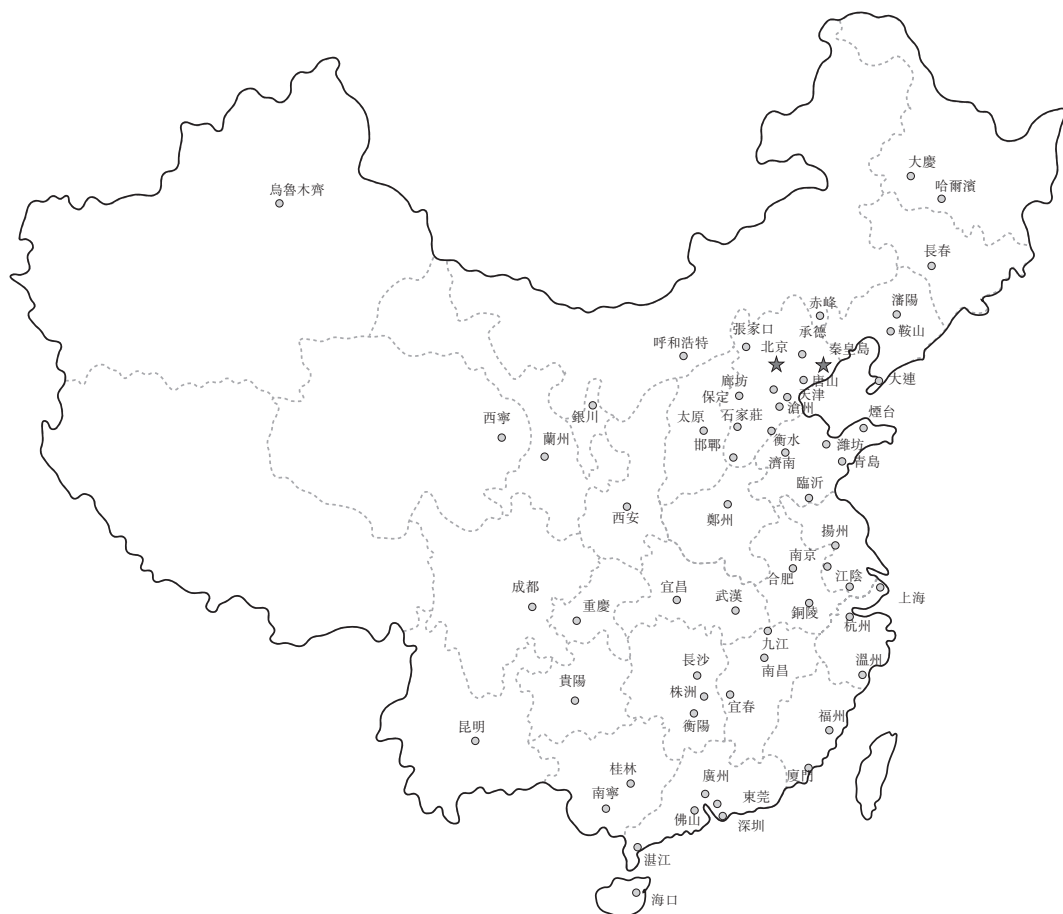 大慶
烏魯木齊
哈爾濱
長春
赤峰
瀋陽
張家口
承德
鞍山
呼和浩特
北京
秦皇島
廊坊
唐山
大連
保定
天津
西寧
銀川
太原
石家莊
滄州
煙台
蘭州
邯鄲
衡水
濰坊
濟南
青島
臨沂
西安
鄭州
揚州
南京
合肥
江陰
成都
宜昌
武漢
上海
重慶
銅陵
杭州
九江
長沙
南昌
溫州
貴陽
株洲
宜春
昆明
衡陽
福州
桂林
廣州
廈門
南寧
東莞
佛山
深圳
湛江
海口